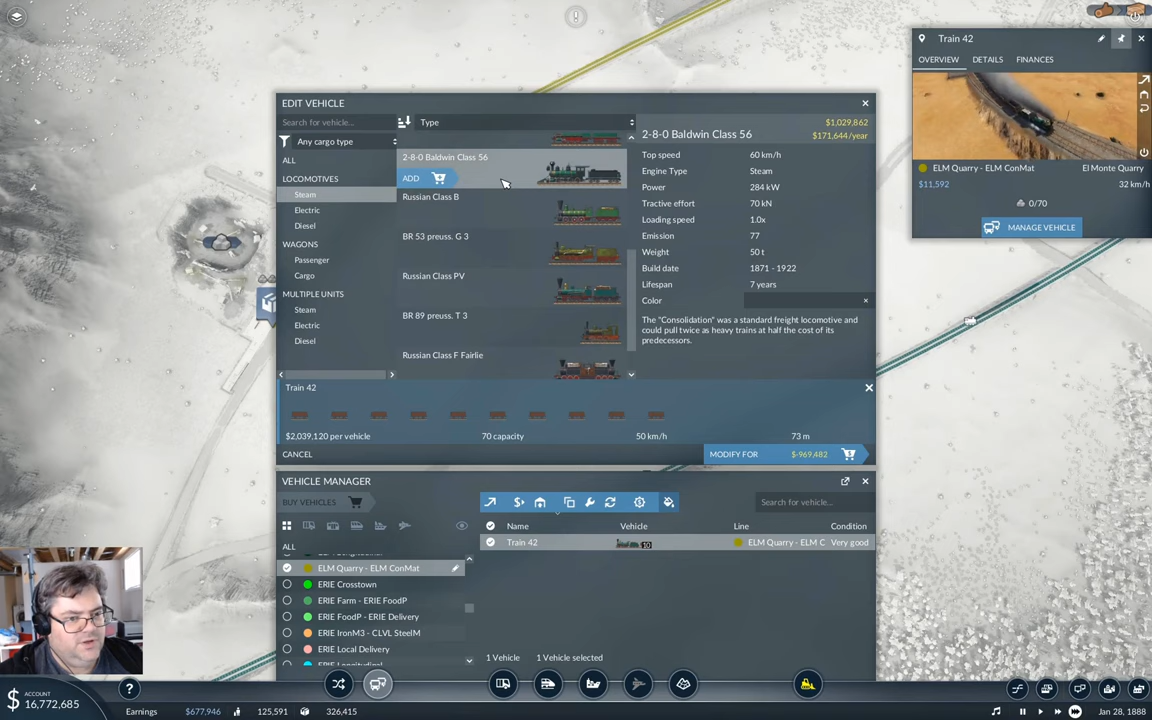 Train 42
OVERVIEW DETAILS FINANCES
ELM Quarry - ELM ConMat El Monte Quarry
$11,592 32 km/h
0/70
MANAGE VEHICLE
EDIT VEHICLE
Search for vehicle... Type
Any cargo type
ALL
LOCOMOTIVES
Steam
Electric
Diesel
WAGONS
Passenger
Cargo
MULTIPLE UNITS
Steam
Electric
Diesel
2-8-0 Baldwin Class 56
ADD
Russian Class B
BR 53 preuss. G 3
Russian Class PV
BR 89 preuss. T 3
Russian Class F Fairlie
$1,029,862
2-8-0 Baldwin Class 56 $171,644/year
Top speed 60 km/h
Engine Type Steam
Power 284 kW
Tractive effort 70 kN
Loading speed 1.0x
Emission 77
Weight 50 t
Build date 1871 - 1922
Lifespan 7 years
Color
The "Consolidation" was a standard freight locomotive and
could pull twice as heavy trains at half the cost of its
predecessors.
Train 42
$2,039,120 per vehicle 70 capacity 50 km/h 73 m
CANCEL MODIFY FOR $-969,482
VEHICLE MANAGER
BUY VEHICLES Search for vehicle...
Name Vehicle Line Condition
Train 42 10 ELM Quarry - ELM C Very good
ALL
ELM Quarry - ELM ConMat
ERIE Crosstown
ERIE Farm - ERIE FoodP
ERIE FoodP - ERIE Delivery
ERIE IronM3 - CLVL SteelM
ERIE Local Delivery
1 Vehicle 1 Vehicle selected
$ ACCOUNT
16,772,685
?
Earnings $677,946 125,591 326,415 Jan 28, 1888